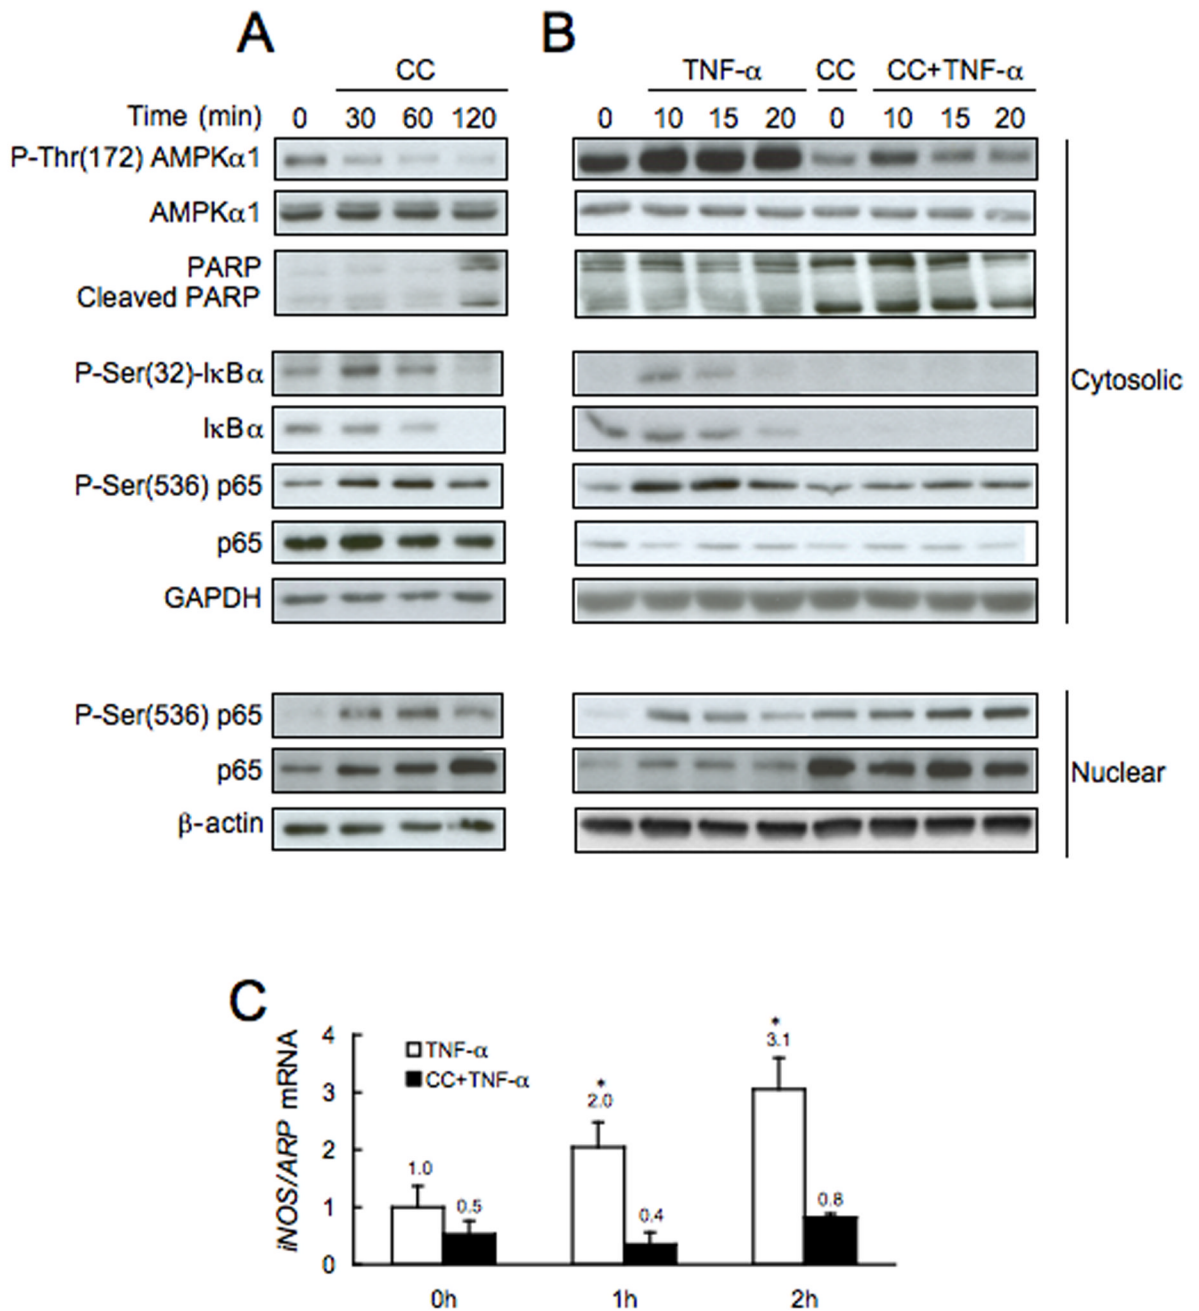 A
B
CC
TNF-α
CC
CC+TNF-α
Time (min)
0
30
60
120
0
10
15
20
0
10
15
20
P-Thr(172) AMPKα1
AMPKα1
PARP
Cleaved PARP
P-Ser(32)-IκBα
IκBα
P-Ser(536) p65
p65
GAPDH
Cytosolic
P-Ser(536) p65
p65
β-actin
Nuclear
C
iNOS/ARP mRNA
4
3
2
1
0
TNF-α
CC+TNF-α
1.0
0.5
*
2.0
0.4
*
3.1
0.8
0h
1h
2h